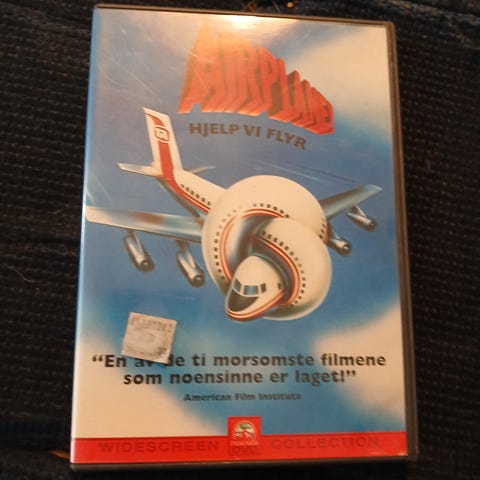 AIRPLANE!
HJELP VI FLYR
“En av de ti morsomste filmene
som noensinne er laget!”
American Film Institute
WIDESCREEN COLLECTION